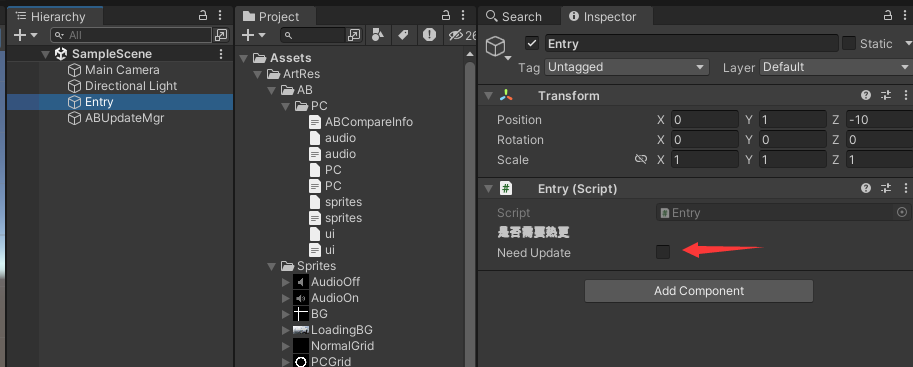 Hierarchy
All
SampleScene
Main Camera
Directional Light
Entry
ABUpdateMgr
Project
26
Assets
ArtRes
AB
PC
ABCompareInfo
audio
audio
PC
PC
sprites
sprites
ui
ui
Sprites
AudioOff
AudioOn
BG
LoadingBG
NormalGrid
PCGrid
Search
Inspector
Entry
Static
Tag Untagged Layer Default
Transform
Position X 0 Y 1 Z -10
Rotation X 0 Y 0 Z 0
Scale X 1 Y 1 Z 1
# Entry (Script)
Script # Entry
是否需要热更
Need Update
Add Component